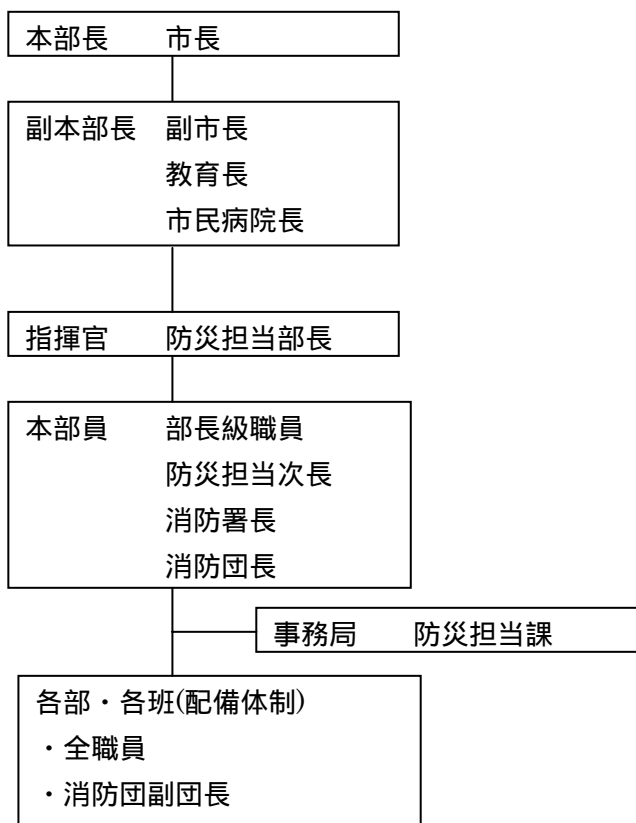 本部長　市長
副本部長　副市長
教育長
市民病院長
指揮官　防災担当部長
本部員　部長級職員
防災担当次長
消防署長
消防団長
事務局　防災担当課
各部・各班(配備体制)
・全職員
・消防団副団長